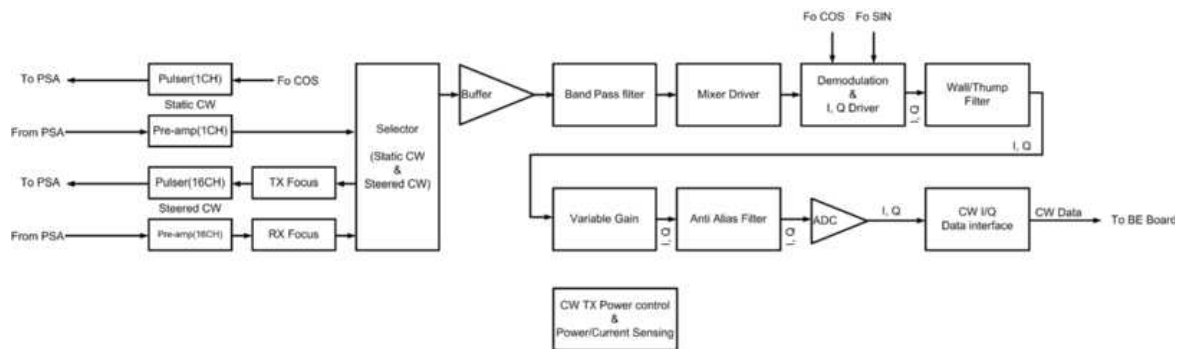 Fo COS
Fo SIN
To PSA
Pulser(1CH)
Fo COS
Static CW
From PSA
Pre-amp(1CH)
To PSA
Pulser(16CH)
TX Focus
Steered CW
From PSA
Pre-amp(16CH)
RX Focus
Selector
(Static CW
&
Steered CW)
Buffer
Band Pass filter
Mixer Driver
Demodulation
&
I, Q Driver
I, Q
Wall/Thump
Filter
I, Q
Variable Gain
I, Q
Anti Alias Filter
I, Q
ADC
I, Q
CW I/Q
Data interface
CW Data
To BE Board
CW TX Power control
&
Power/Current Sensing